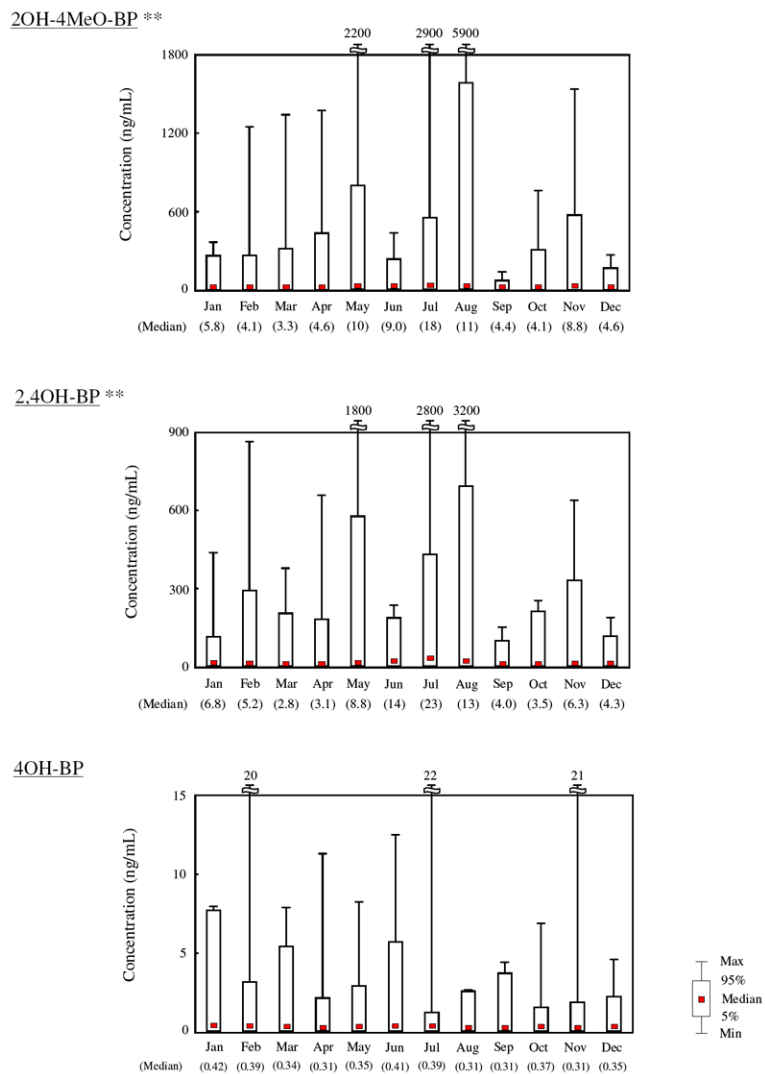 2OH-4MeO-BP **
2200 2900 5900
1800
1200
600
0
Concentration (ng/mL)
Jan Feb Mar Apr May Jun Jul Aug Sep Oct Nov Dec
(Median) (5.8) (4.1) (3.3) (4.6) (10) (9.0) (18) (11) (4.4) (4.1) (8.8) (4.6)
2,4OH-BP **
1800 2800 3200
900
600
300
0
Concentration (ng/mL)
Jan Feb Mar Apr May Jun Jul Aug Sep Oct Nov Dec
(Median) (6.8) (5.2) (2.8) (3.1) (8.8) (14) (23) (13) (4.0) (3.5) (6.3) (4.3)
4OH-BP
20 22 21
15
10
5
0
Concentration (ng/mL)
Jan Feb Mar Apr May Jun Jul Aug Sep Oct Nov Dec
(Median) (0.42) (0.39) (0.34) (0.31) (0.35) (0.41) (0.39) (0.31) (0.31) (0.37) (0.31) (0.35)
Max
95%
Median
5%
Min